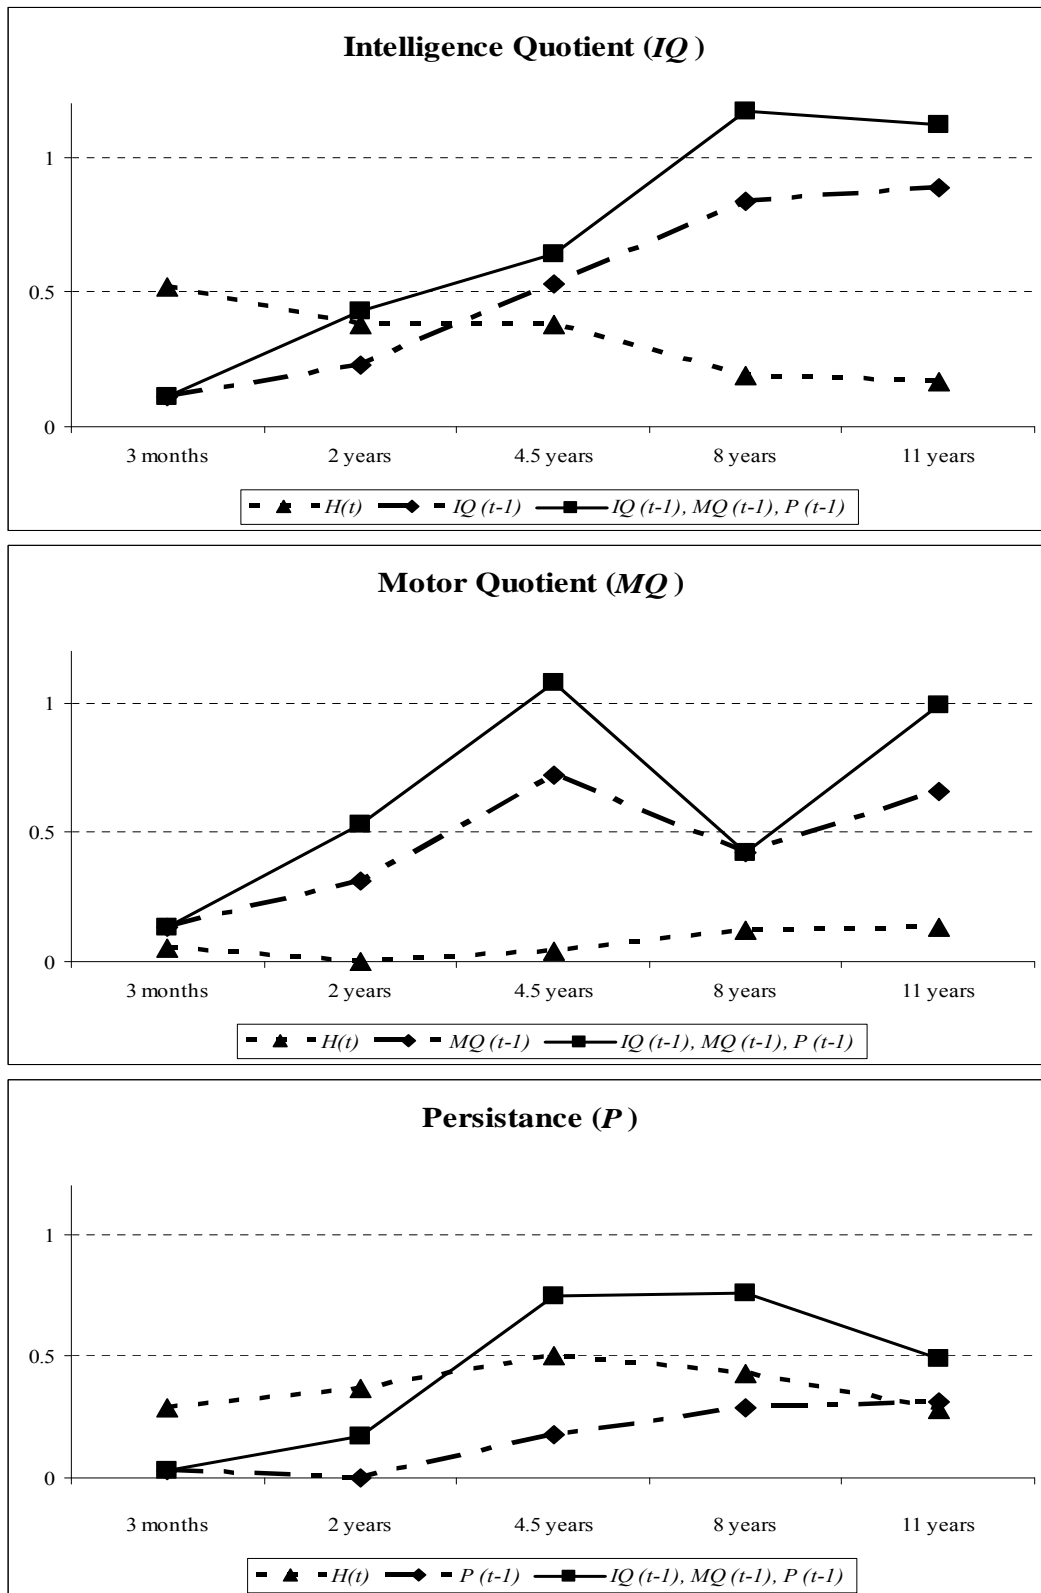 Intelligence Quotient (IQ )
1
0.5
0
3 months 2 years 4.5 years 8 years 11 years
H(t) IQ (t-1) IQ (t-1), MQ (t-1), P (t-1)
Motor Quotient (MQ )
1
0.5
0
3 months 2 years 4.5 years 8 years 11 years
H(t) MQ (t-1) IQ (t-1), MQ (t-1), P (t-1)
Persistance (P )
1
0.5
0
3 months 2 years 4.5 years 8 years 11 years
H(t) P (t-1) IQ (t-1), MQ (t-1), P (t-1)